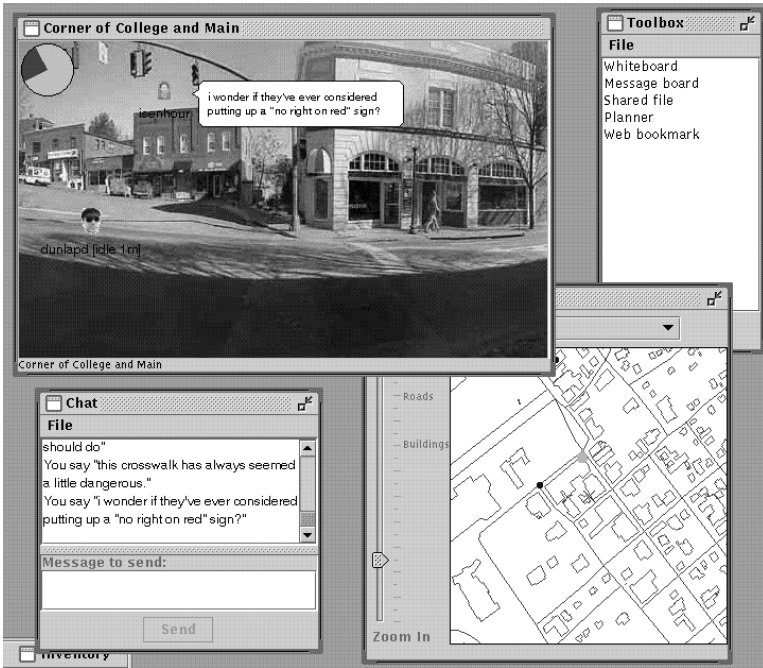 Corner of College and Main
isenhour
i wonder if they've ever considered
putting up a "no right on red" sign?
dunlapd [idle 1m]
Corner of College and Main
Toolbox
File
Whiteboard
Message board
Shared file
Planner
Web bookmark
Roads
Buildings
Zoom In
Chat
File
should do"
You say "this crosswalk has always seemed
a little dangerous."
You say "i wonder if they've ever considered
putting up a "no right on red" sign?"
Message to send:
Send
Inventory